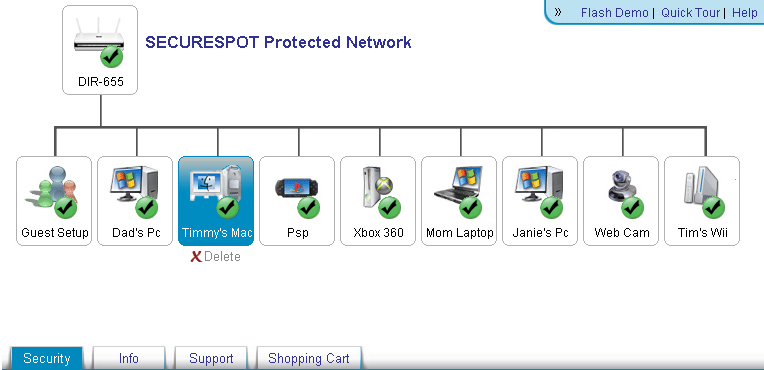 » Flash Demo | Quick Tour | Help
SECURESPOT Protected Network
DIR-655
Guest Setup
Dad's Pc
Timmy's Mac
Psp
Xbox 360
Mom Laptop
Janie's Pc
Web Cam
Tim's Wii
X Delete
Security
Info
Support
Shopping Cart